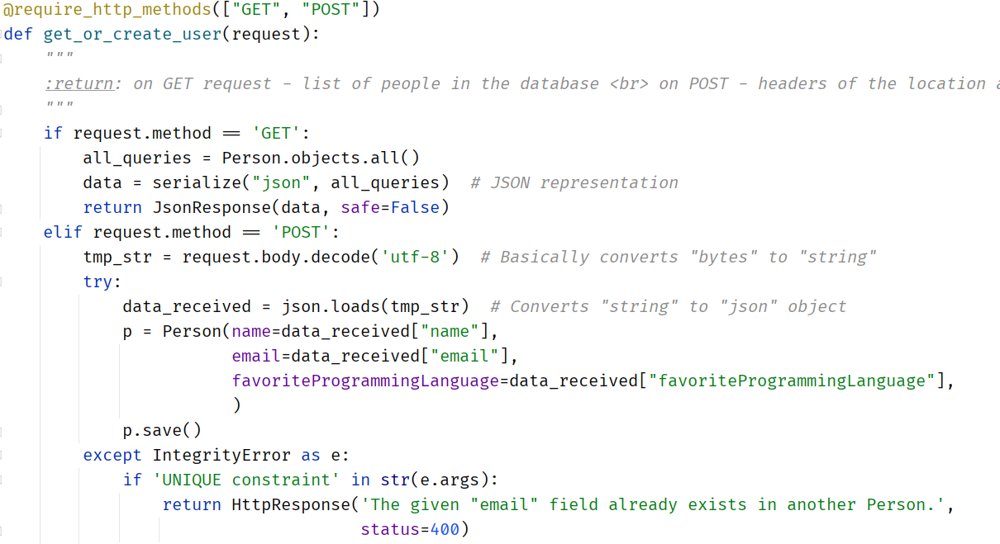 @require_http_methods(["GET", "POST"])
def get_or_create_user(request):
    """
    :return: on GET request - list of people in the database <br> on POST - headers of the location
    """
    if request.method == 'GET':
        all_queries = Person.objects.all()
        data = serialize("json", all_queries)  # JSON representation
        return JsonResponse(data, safe=False)
    elif request.method == 'POST':
        tmp_str = request.body.decode('utf-8')  # Basically converts "bytes" to "string"
        try:
            data_received = json.loads(tmp_str)  # Converts "string" to "json" object
            p = Person(name=data_received["name"],
                       email=data_received["email"],
                       favoriteProgrammingLanguage=data_received["favoriteProgrammingLanguage"],
                       )
            p.save()
        except IntegrityError as e:
            if 'UNIQUE constraint' in str(e.args):
                return HttpResponse('The given "email" field already exists in another Person.',
                                    status=400)